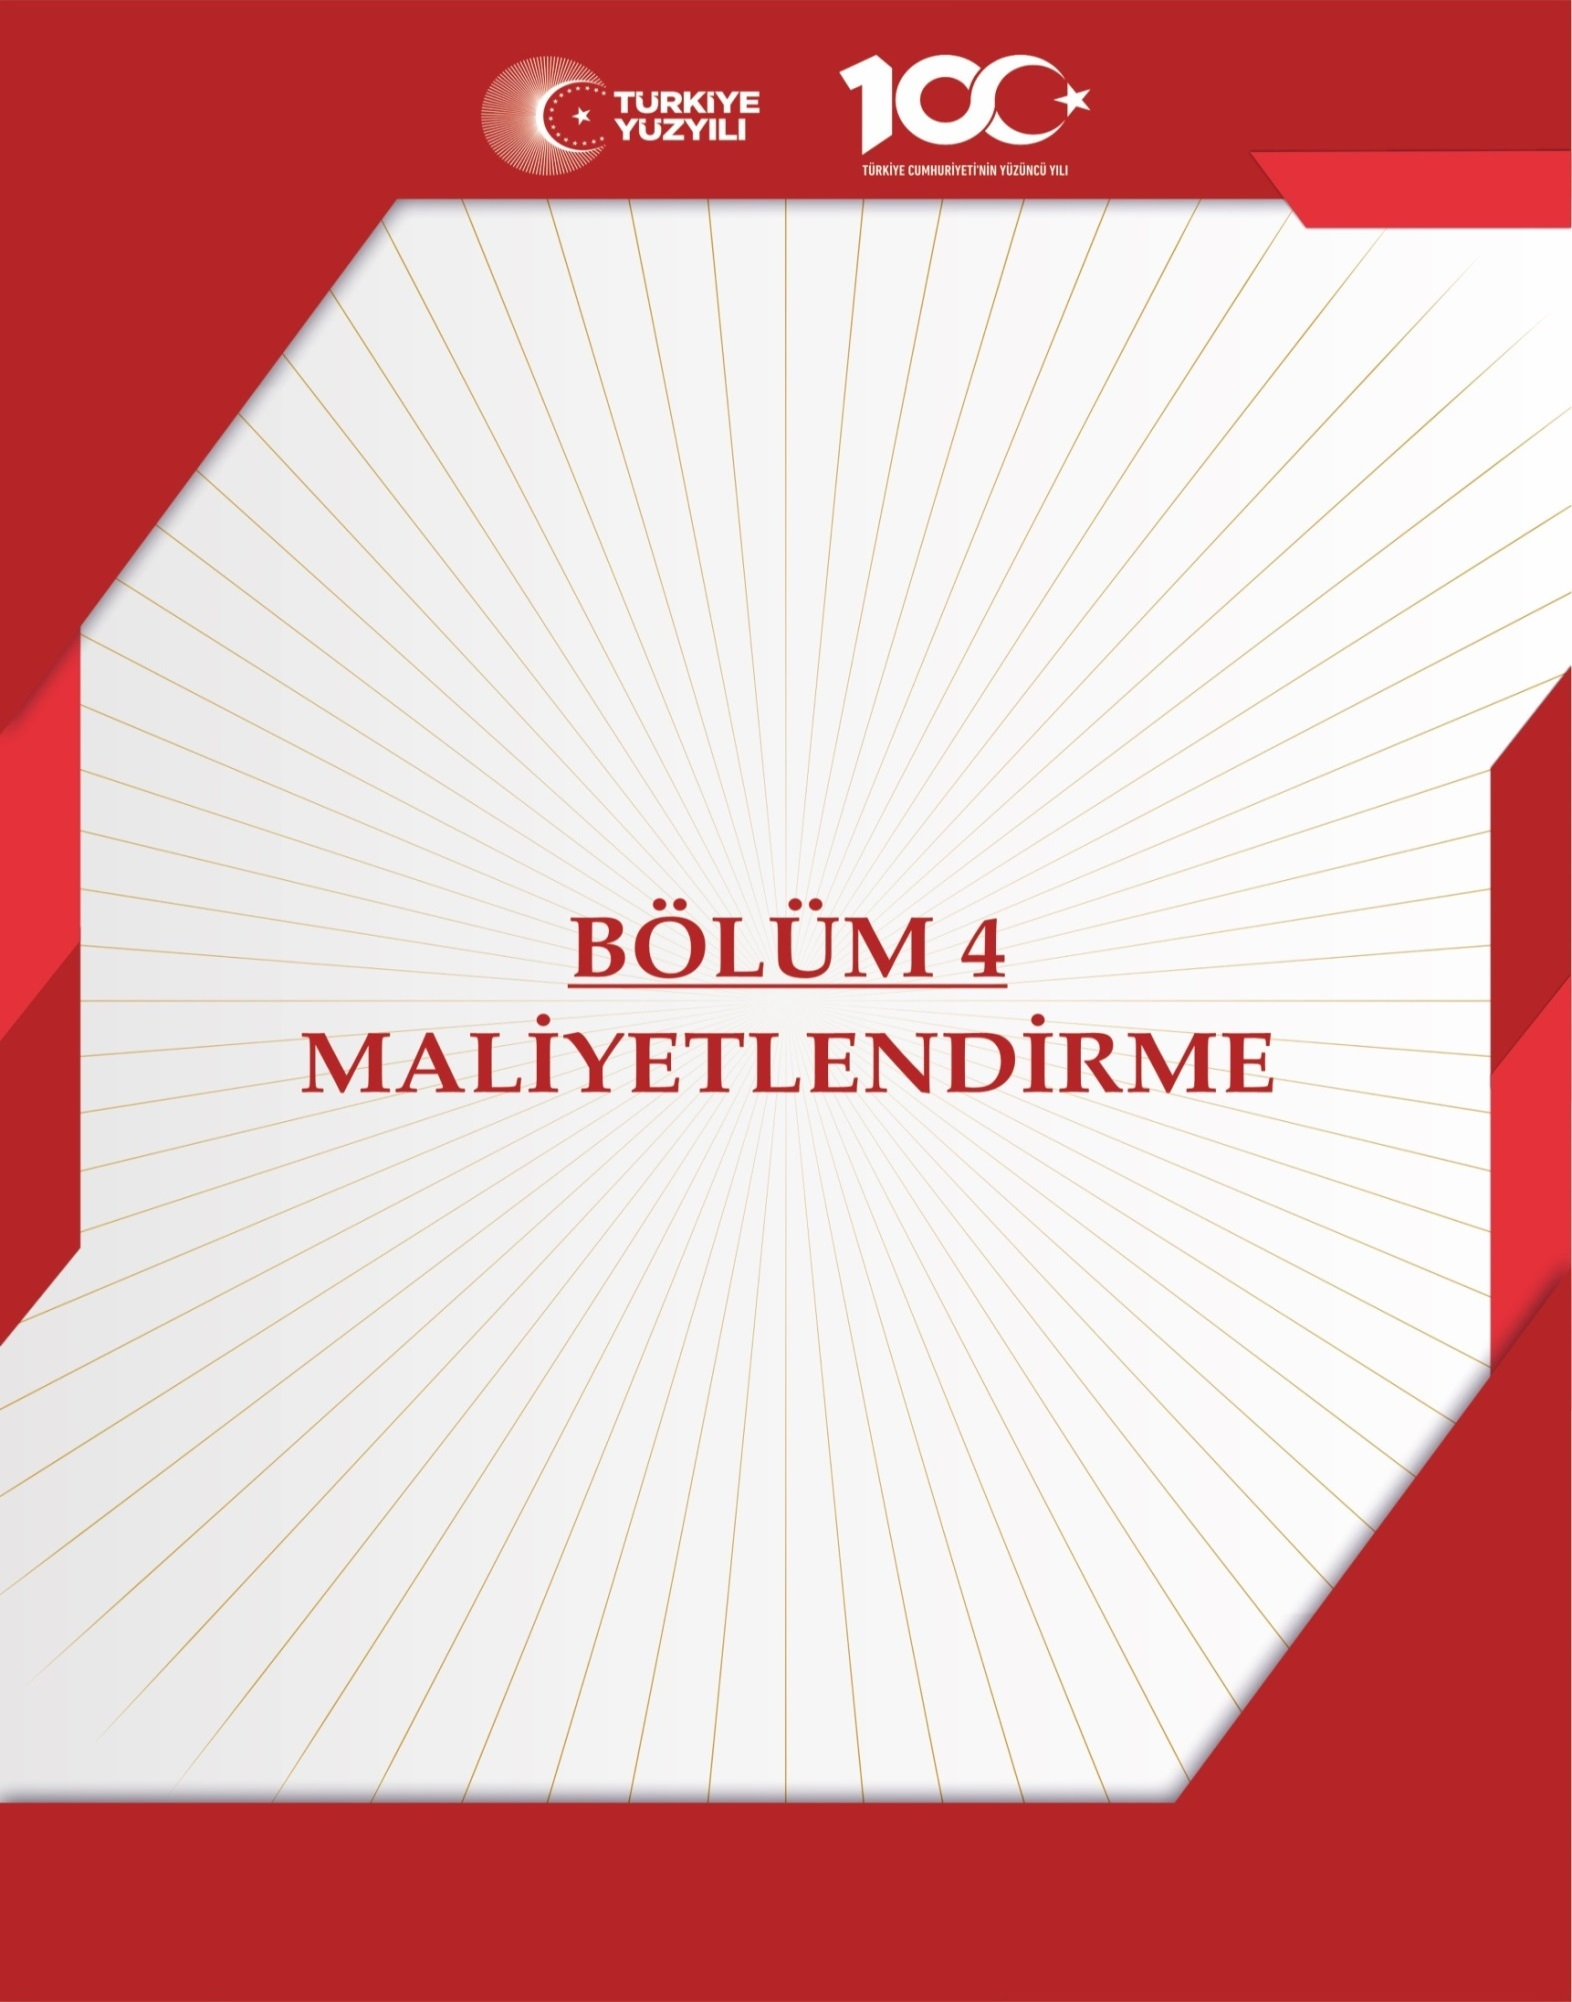 TÜRKİYE
YÜZYILI
100
TÜRKİYE CUMHURİYETİ'NİN YÜZÜNCÜ YILI
BÖLÜM 4
MALİYETLENDİRME